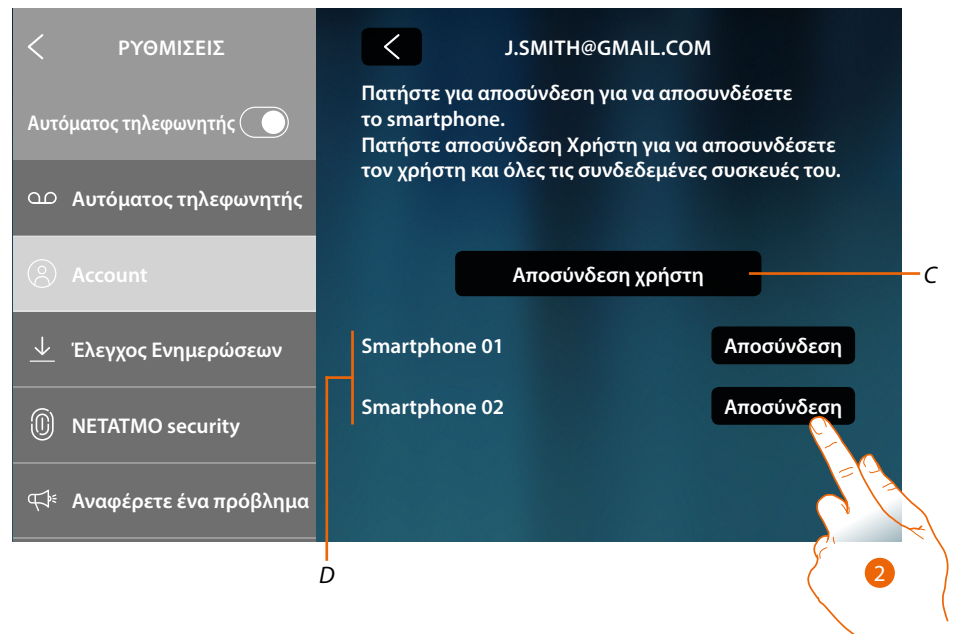 ΡΥΘΜΙΣΕΙΣ
Αυτόματος τηλεφωνητής
Αυτόματος τηλεφωνητής
Account
Έλεγχος Ενημερώσεων
NETATMO security
Αναφέρετε ένα πρόβλημα
J.SMITH@GMAIL.COM
Πατήστε για αποσύνδεση για να αποσυνδέσετε
το smartphone.
Πατήστε αποσύνδεση Χρήστη για να αποσυνδέσετε
τον χρήστη και όλες τις συνδεδεμένες συσκευές του.
Αποσύνδεση χρήστη
C
Smartphone 01 Αποσύνδεση
Smartphone 02 Αποσύνδεση
D
2